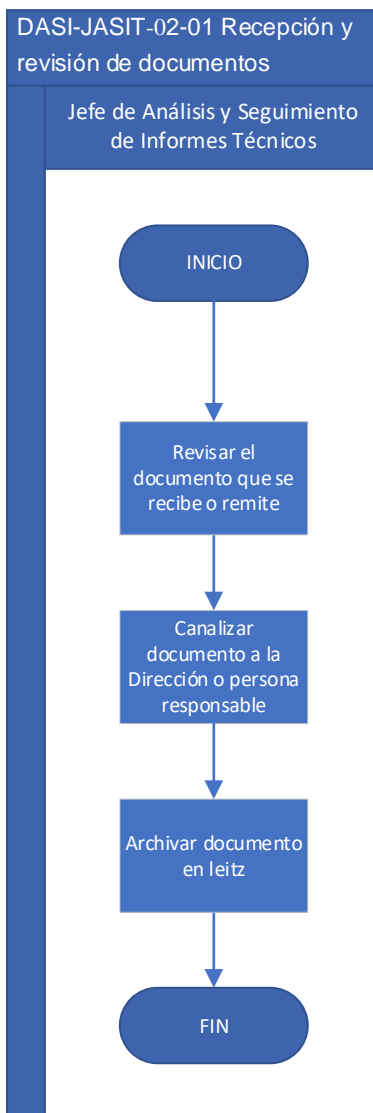 DASI-JASIT-02-01 Recepción y
revisión de documentos
Jefe de Análisis y Seguimiento
de Informes Técnicos
INICIO
Revisar el
documento que se
recibe o remite
Canalizar
documento a la
Dirección o persona
responsable
Archivar documento
en leitz
FIN